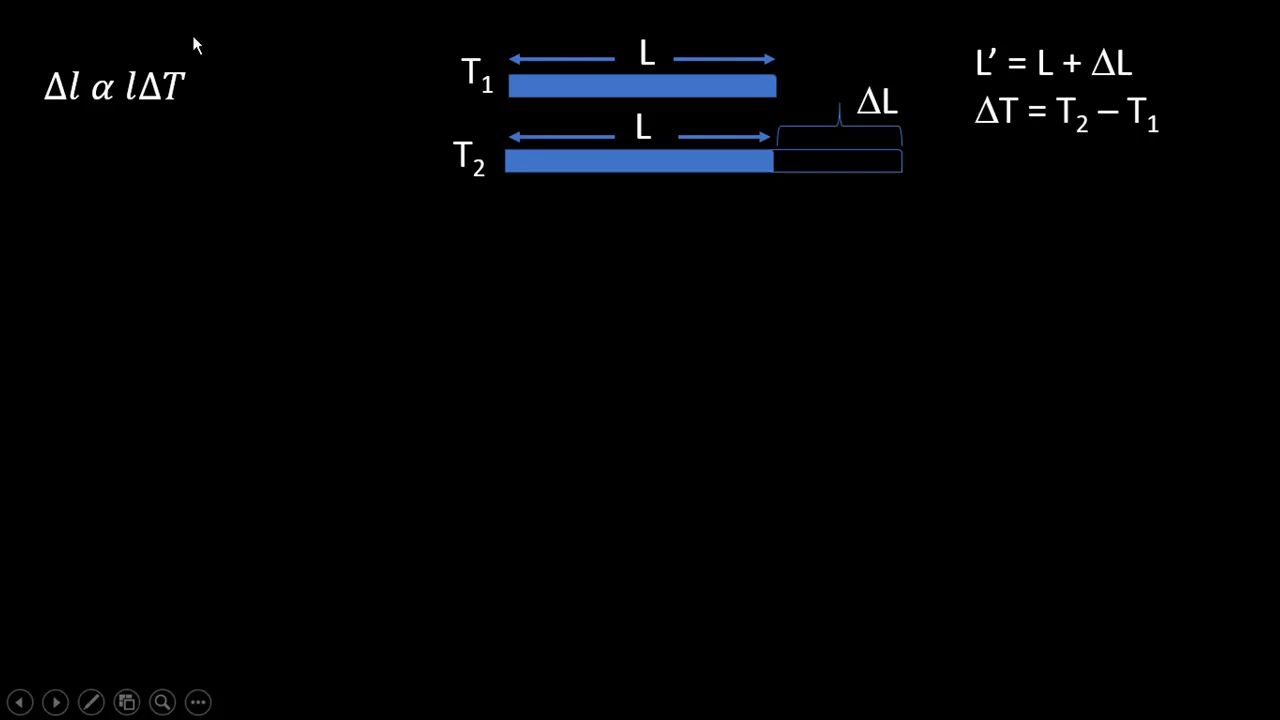 Δl α lΔT
T₁ L
ΔL
T₂ L
L’ = L + ΔL
ΔT = T₂ – T₁